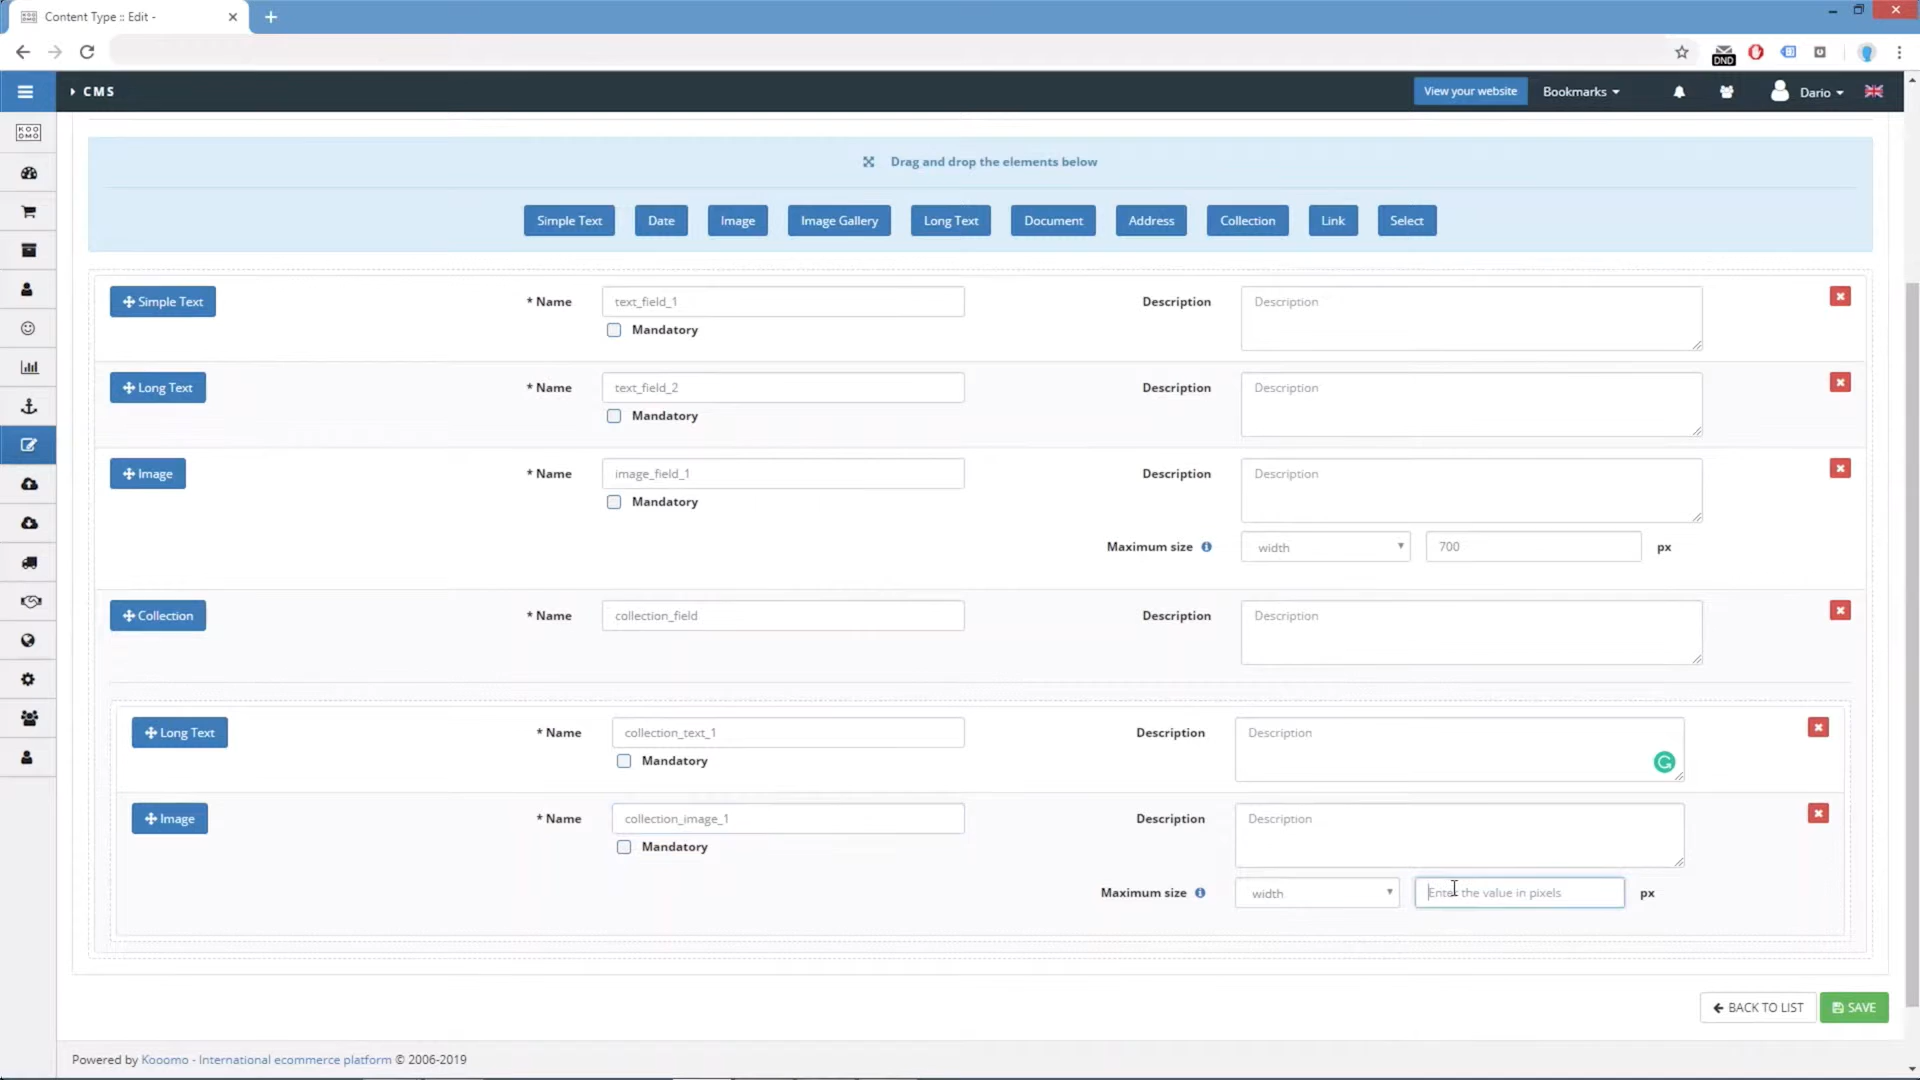 Content Type :: Edit -
DND
CMS
View your website
Bookmarks
Dario
KOO
OMO
Drag and drop the elements below
Simple Text Date Image Image Gallery Long Text Document Address Collection Link Select
Simple Text * Name text_field_1 Description Description
Mandatory
Long Text * Name text_field_2 Description Description
Mandatory
Image * Name image_field_1 Description Description
Mandatory
Maximum size width 700 px
Collection * Name collection_field Description Description
Long Text * Name collection_text_1 Description Description
Mandatory
Image * Name collection_image_1 Description Description
Mandatory
Maximum size width Enter the value in pixels px
BACK TO LIST SAVE
Powered by Kooomo - International ecommerce platform © 2006-2019